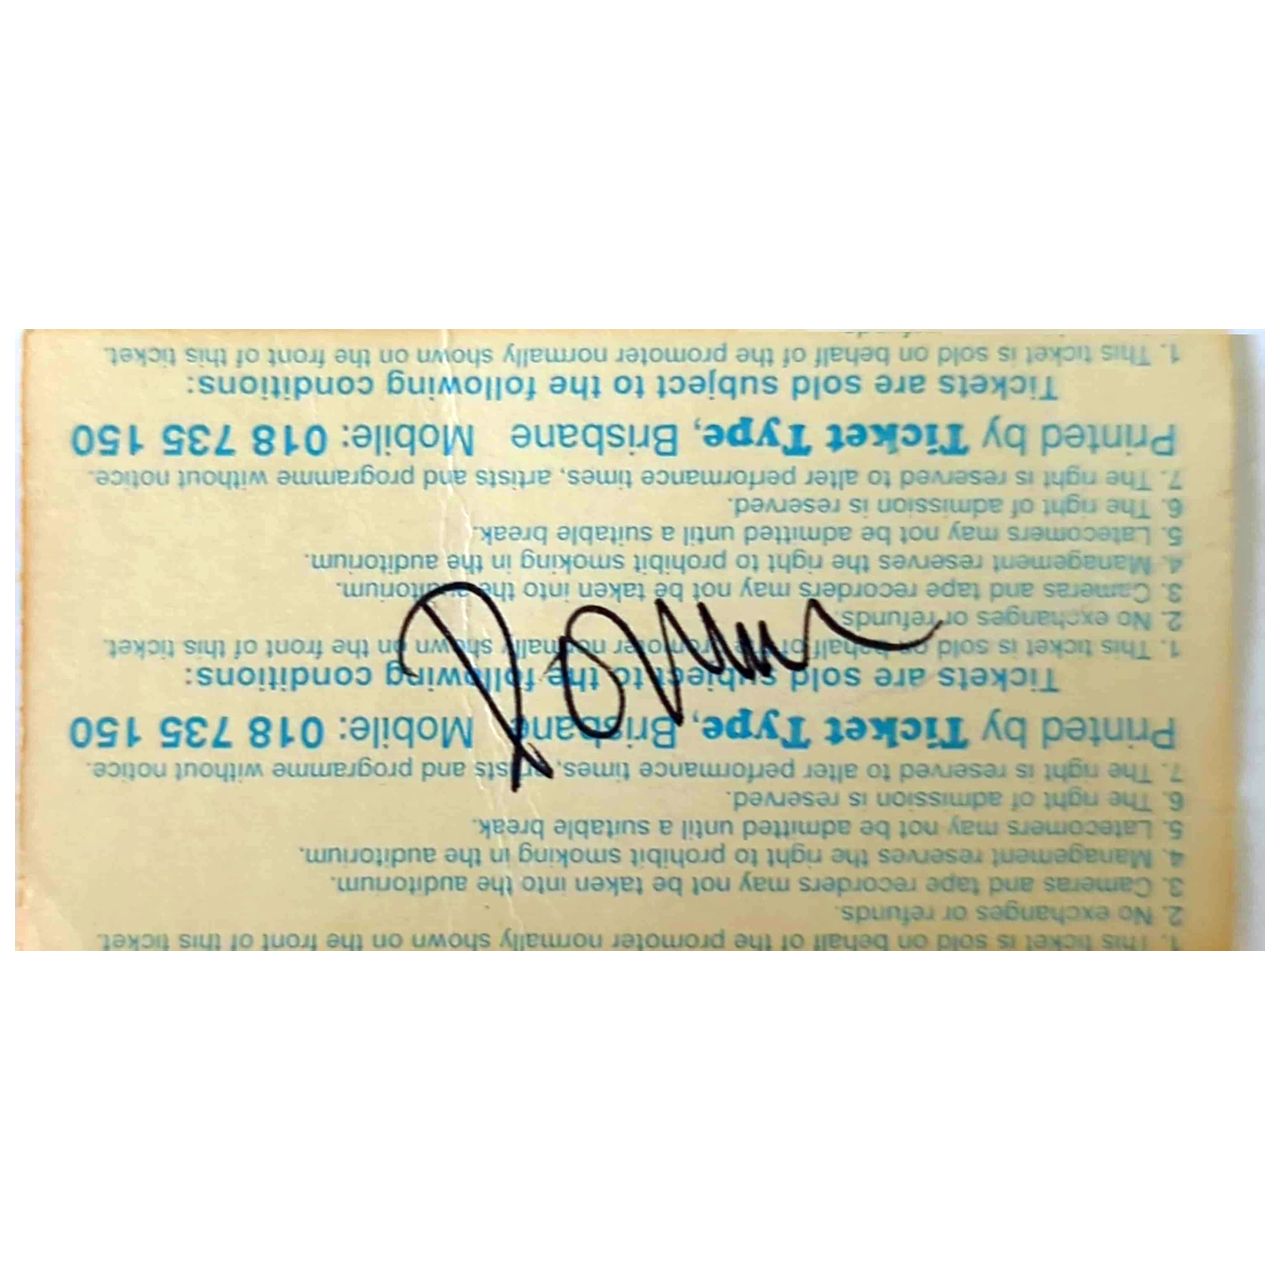 1. This ticket is sold on behalf of the promoter normally shown on the front of this ticket.
2. No exchanges or refunds.
3. Cameras and tape recorders may not be taken into the auditorium.
4. Management reserves the right to prohibit smoking in the auditorium.
5. Latecomers may not be admitted until a suitable break.
6. The right of admission is reserved.
7. The right is reserved to alter performance times, artists and programme without notice.
Printed by Ticket Type, Brisbane Mobile: 018 735 150
Tickets are sold subject to the following conditions:
1. This ticket is sold on behalf of the promoter normally shown on the front of this ticket.
2. No exchanges or refunds.
3. Cameras and tape recorders may not be taken into the auditorium.
4. Management reserves the right to prohibit smoking in the auditorium.
5. Latecomers may not be admitted until a suitable break.
6. The right of admission is reserved.
7. The right is reserved to alter performance times, artists and programme without notice.
Printed by Ticket Type, Brisbane Mobile: 018 735 150
Tickets are sold subject to the following conditions:
1. This ticket is sold on behalf of the promoter normally shown on the front of this ticket.